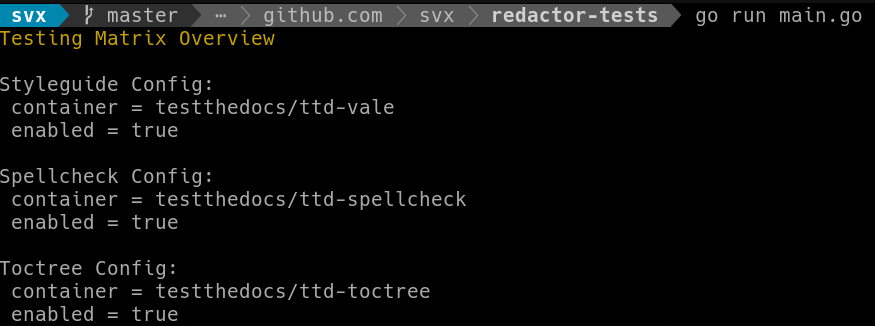 svx master ⋯ github.com svx redactor-tests go run main.go
Testing Matrix Overview
Styleguide Config:
container = testthedocs/ttd-vale
enabled = true
Spellcheck Config:
container = testthedocs/ttd-spellcheck
enabled = true
Toctree Config:
container = testthedocs/ttd-toctree
enabled = true